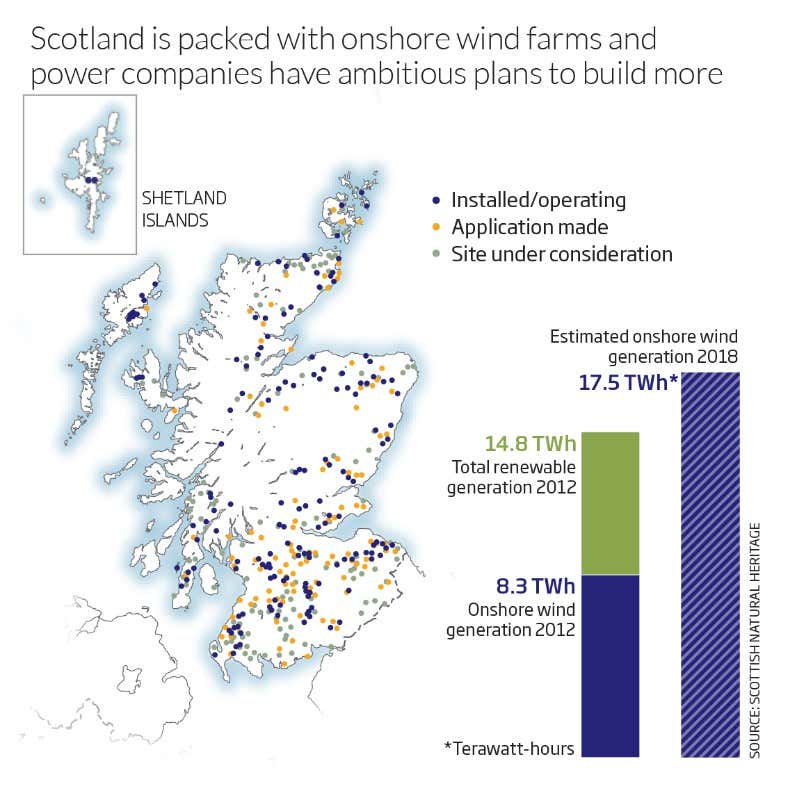 Scotland is packed with onshore wind farms and
power companies have ambitious plans to build more
SHETLAND
ISLANDS
Installed/operating
Application made
Site under consideration
Estimated onshore wind
generation 2018
17.5 TWh*
14.8 TWh
Total renewable
generation 2012
8.3 TWh
Onshore wind
generation 2012
*Terawatt-hours
SOURCE: SCOTTISH NATURAL HERITAGE